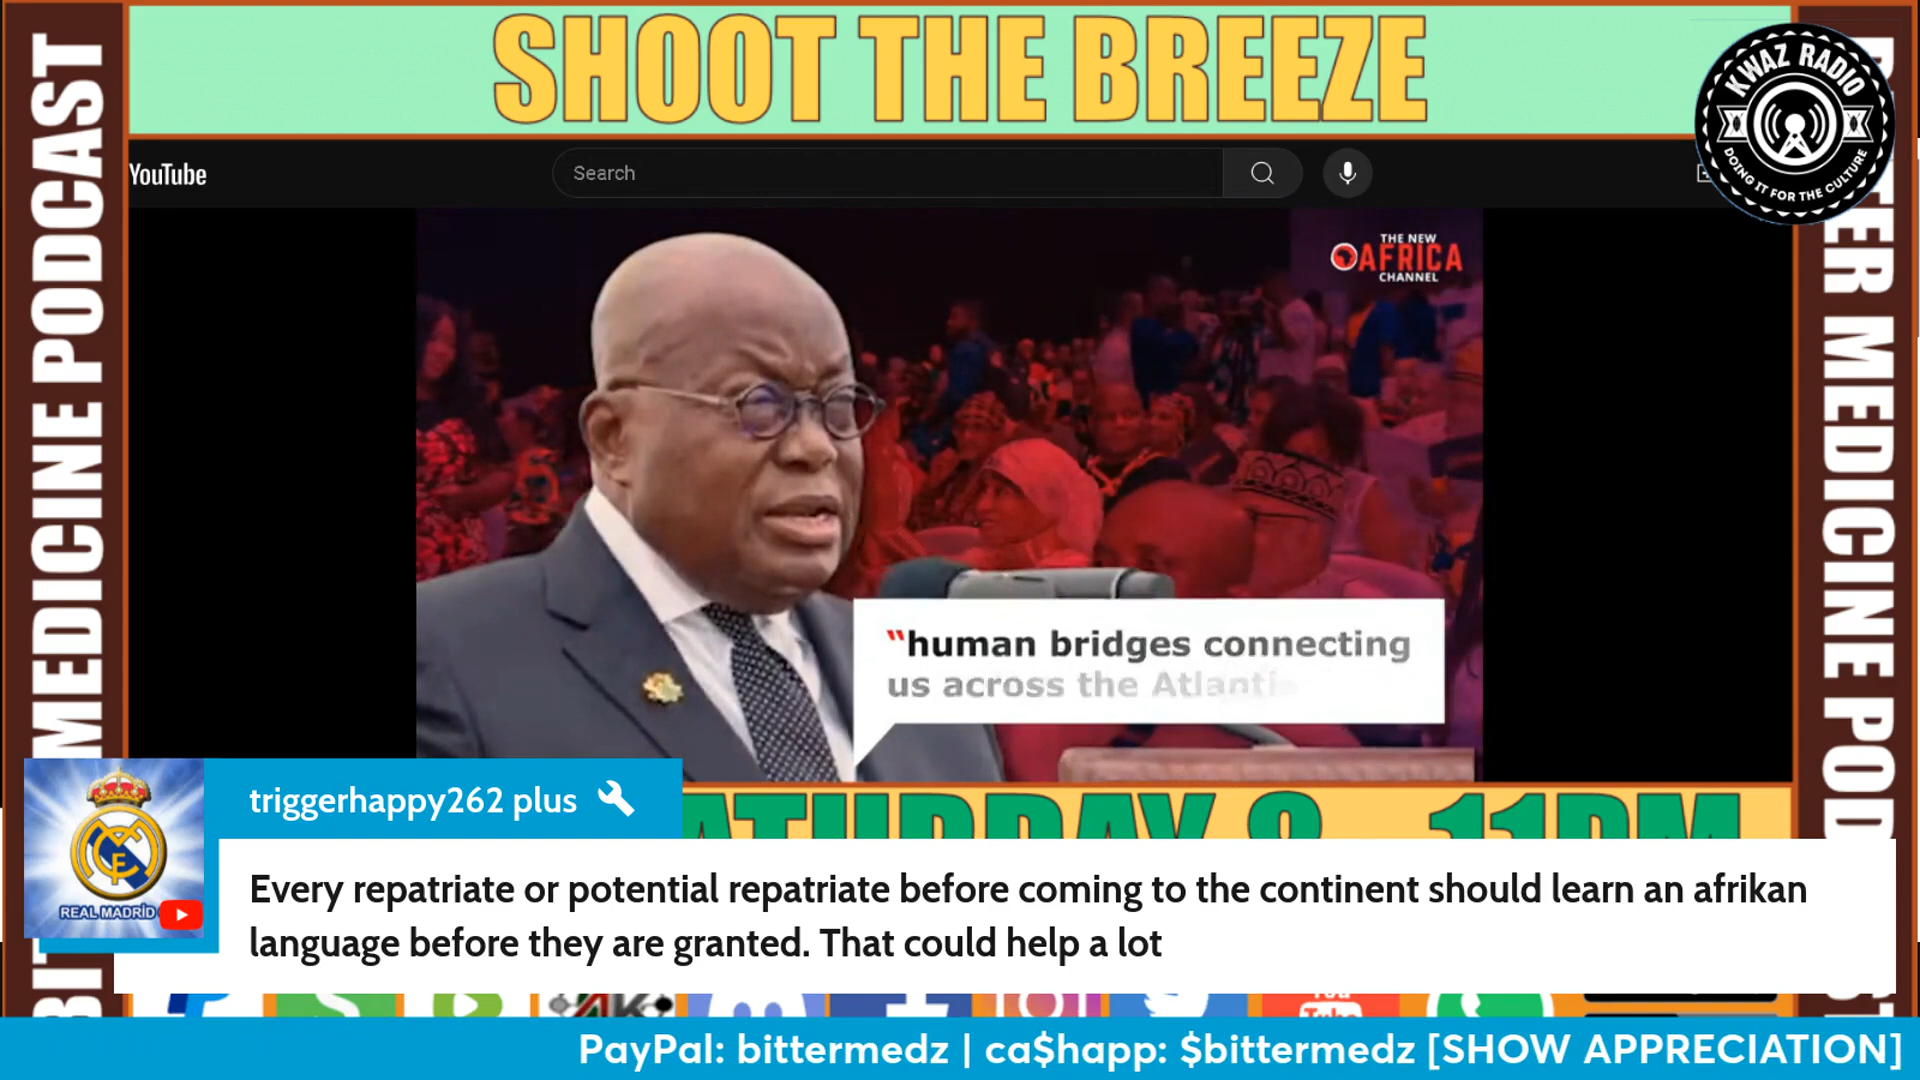 SHOOT THE BREEZE
KWAZ RADIO
DOING IT FOR THE CULTURE
MEDICINE PODCAST
YouTube
Search
THE NEW
AFRICA
CHANNEL
"human bridges connecting
us across the Atlanti
MEDICINE
triggerhappy262 plus
REAL MADRID
Every repatriate or potential repatriate before coming to the continent should learn an afrikan
language before they are granted. That could help a lot
PayPal: bittermedz | ca$happ: $bittermedz [SHOW APPRECIATION]